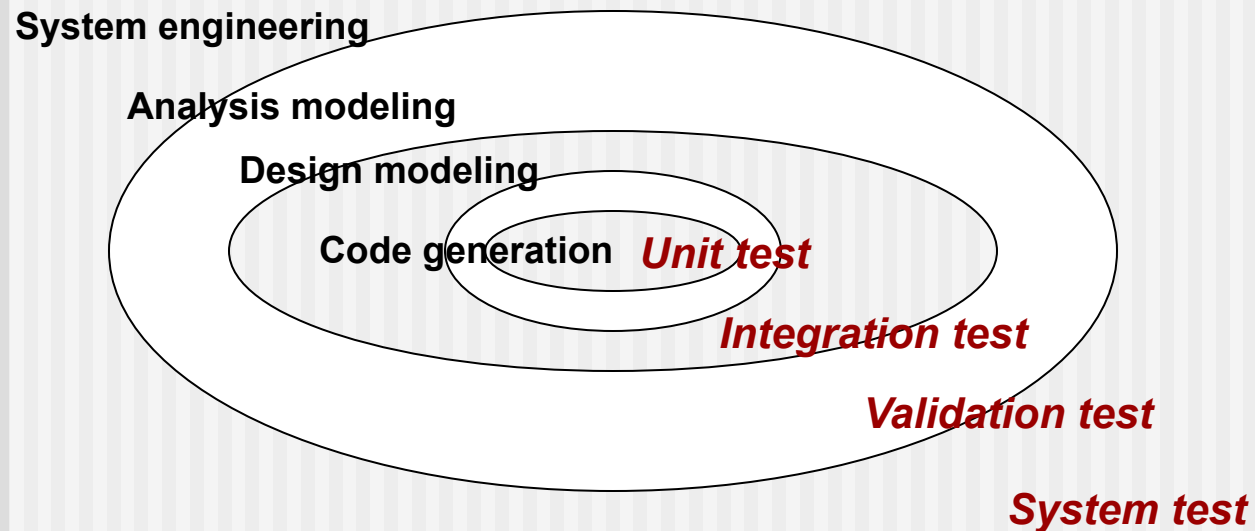 System engineering
Analysis modeling
Design modeling
Code generation
Unit test
Integration test
Validation test
System test